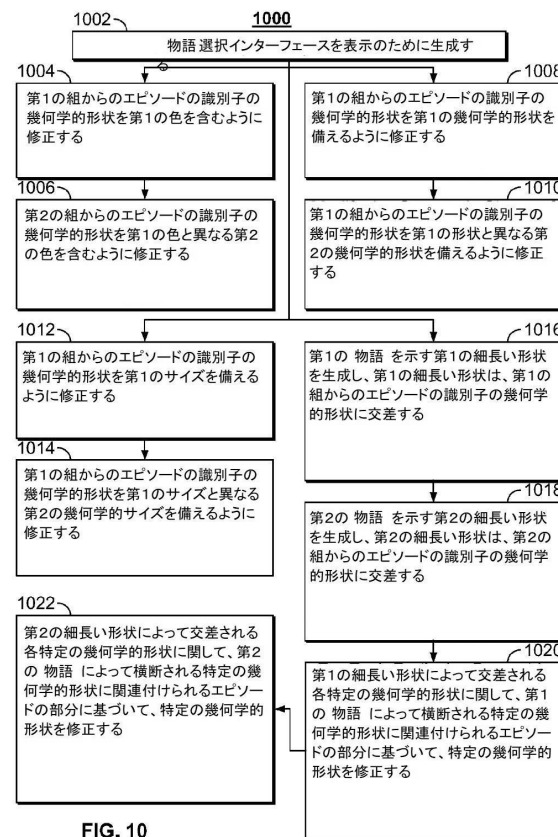 1000
1002
物語選択インターフェースを表示のために生成す
1004
第1の組からのエピソードの識別子の
幾何学的形状を第1の色を含むように
修正する
1006
第2の組からのエピソードの識別子の
幾何学的形状を第1の色と異なる第2
の色を含むように修正する
1008
第1の組からのエピソードの識別子の
幾何学的形状を第1の幾何学的形状を
備えるように修正する
1010
第1の組からのエピソードの識別子の
幾何学的形状を第1の形状と異なる第
2の幾何学的形状を備えるように修正
する
1012
第1の組からのエピソードの識別子の
幾何学的形状を第1のサイズを備える
ように修正する
1014
第1の組からのエピソードの識別子の
幾何学的形状を第1のサイズと異なる
第2の幾何学的サイズを備えるように
修正する
1016
第1の 物語 を示す第1の細長い形状
を生成し、第1の細長い形状は、第1の
組からのエピソードの識別子の幾何学
的形状に交差する
1018
第2の 物語 を示す第2の細長い形状
を生成し、第2の細長い形状は、第2の
組からのエピソードの識別子の幾何学
的形状に交差する
1020
第1の細長い形状によって交差される
各特定の幾何学的形状に関して、第1
の 物語 によって横断される特定の幾
何学的形状に関連付けられるエピソー
ドの部分に基づいて、特定の幾何学的
形状を修正する
1022
第2の細長い形状によって交差される
各特定の幾何学的形状に関して、第2
の 物語 によって横断される特定の幾
何学的形状に関連付けられるエピソー
ドの部分に基づいて、特定の幾何学的
形状を修正する
FIG. 10